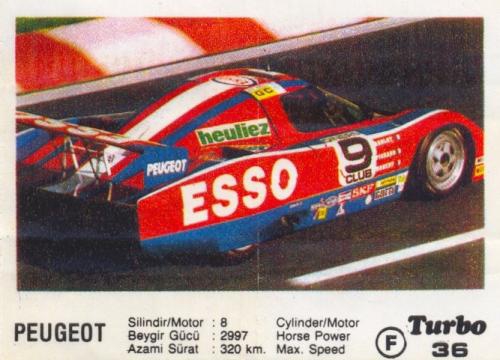 GC
heuliez
PEUGEOT
ESSO
9
CLUB
SKF
PEUGEOT
Silindir/Motor : 8 Cylinder/Motor
Beygir Gücü : 2997 Horse Power
Azami Sürat : 320 km. Max. Speed
F
Turbo
36